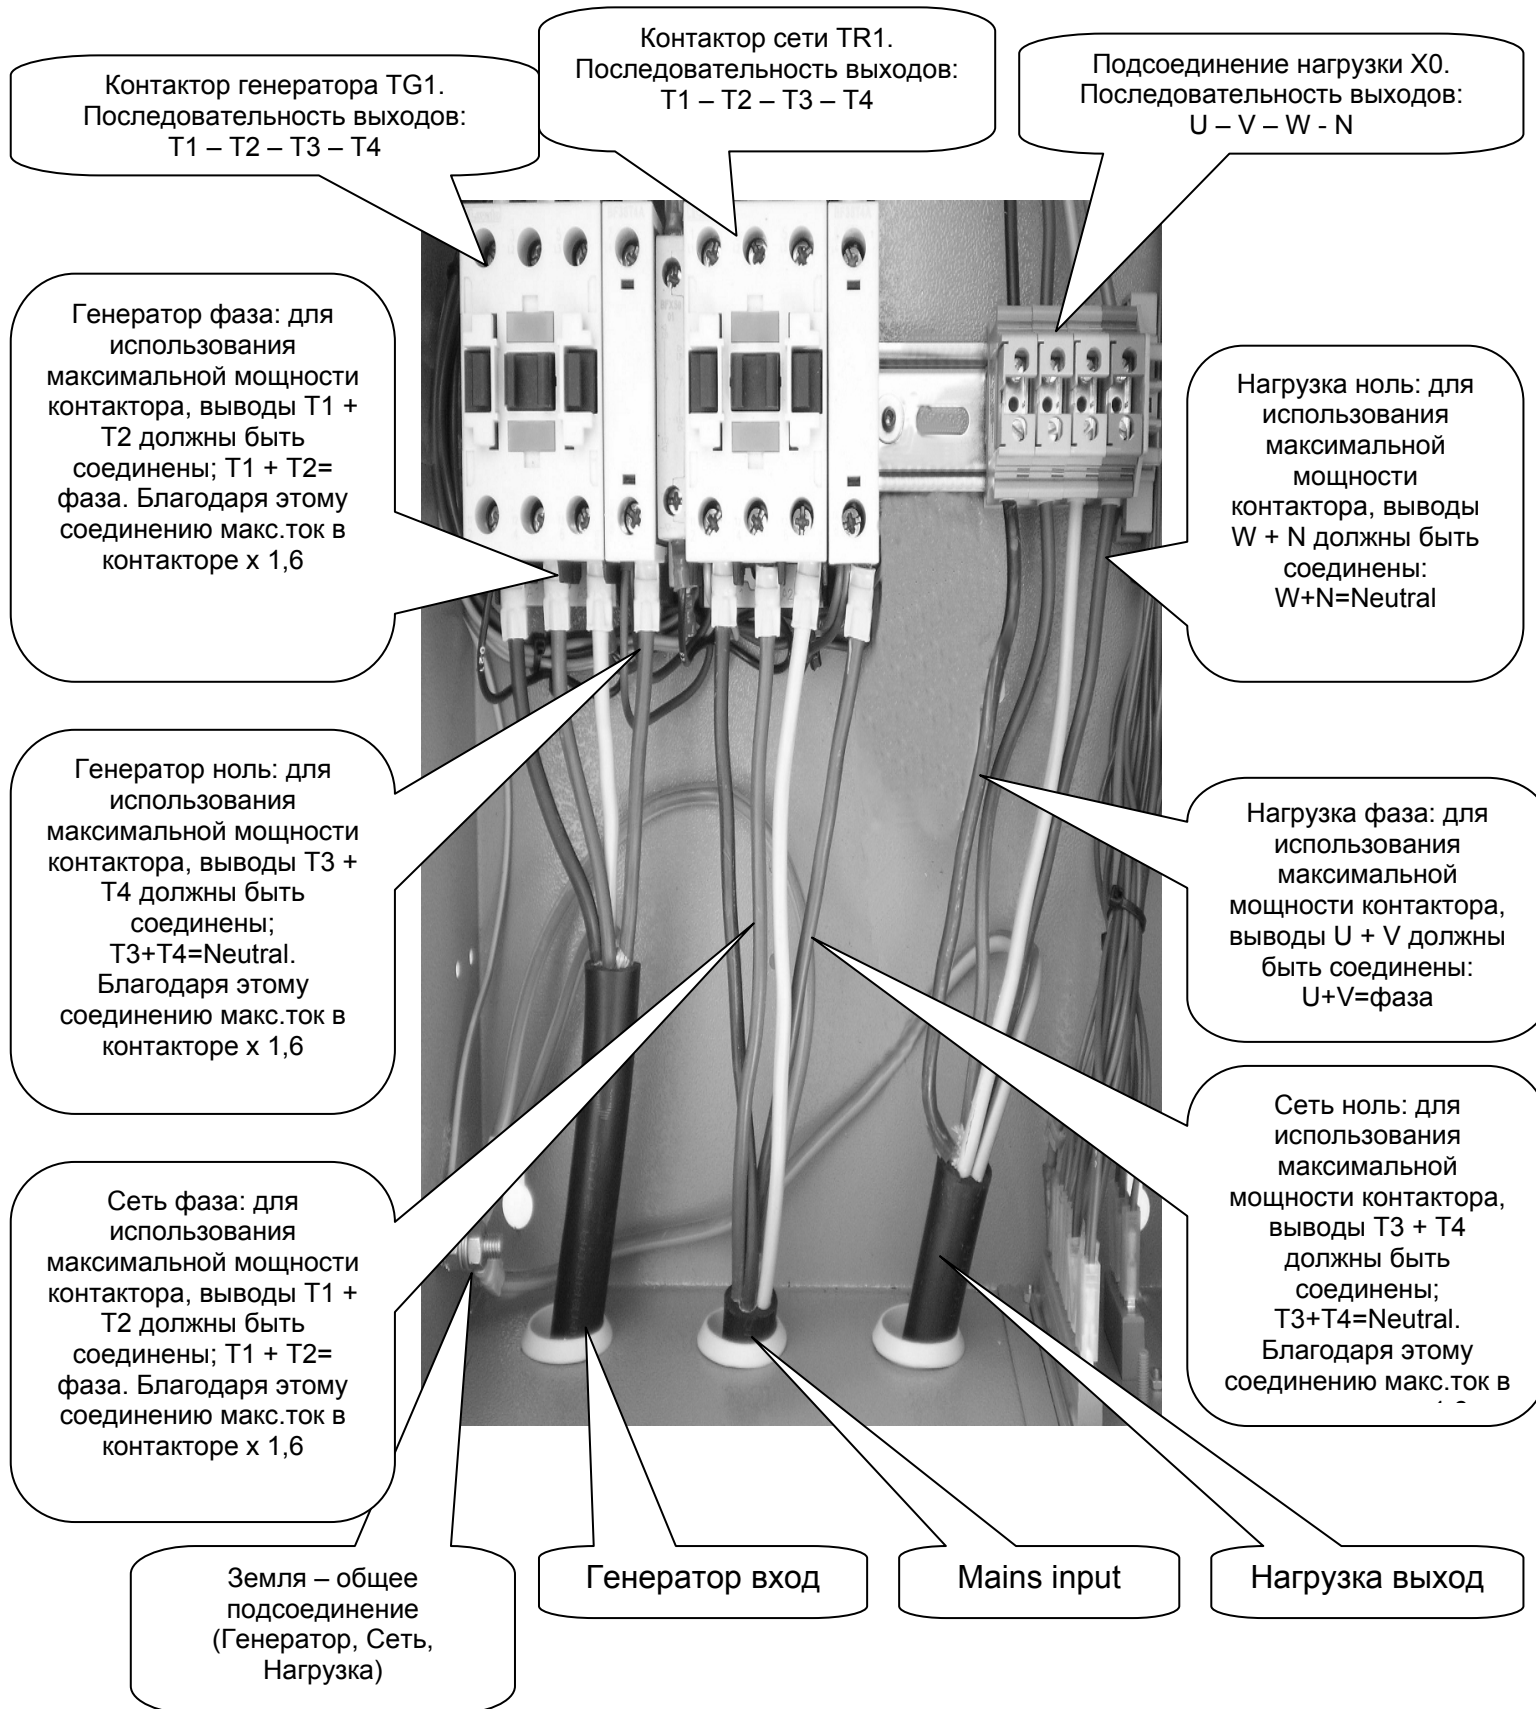 Контактор генератора TG1.
Последовательность выходов:
T1 – T2 – T3 – T4
Контактор сети TR1.
Последовательность выходов:
T1 – T2 – T3 – T4
Подсоединение нагрузки X0.
Последовательность выходов:
U – V – W - N
Генератор фаза: для
использования
максимальной мощности
контактора, выводы T1 +
T2 должны быть
соединены; T1 + T2=
фаза. Благодаря этому
соединению макс.ток в
контакторе x 1,6
Нагрузка ноль: для
использования
максимальной
мощности
контактора, выводы
W + N должны быть
соединены:
W+N=Neutral
Генератор ноль: для
использования
максимальной мощности
контактора, выводы T3 +
T4 должны быть
соединены;
T3+T4=Neutral.
Благодаря этому
соединению макс.ток в
контакторе x 1,6
Нагрузка фаза: для
использования
максимальной
мощности контактора,
выводы U + V должны
быть соединены:
U+V=фаза
Сеть фаза: для
использования
максимальной мощности
контактора, выводы T1 +
T2 должны быть
соединены; T1 + T2=
фаза. Благодаря этому
соединению макс.ток в
контакторе x 1,6
Сеть ноль: для
использования
максимальной
мощности контактора,
выводы T3 + T4
должны быть
соединены;
T3+T4=Neutral.
Благодаря этому
соединению макс.ток в
Земля – общее
подсоединение
(Генератор, Сеть,
Нагрузка)
Генератор вход
Mains input
Нагрузка выход